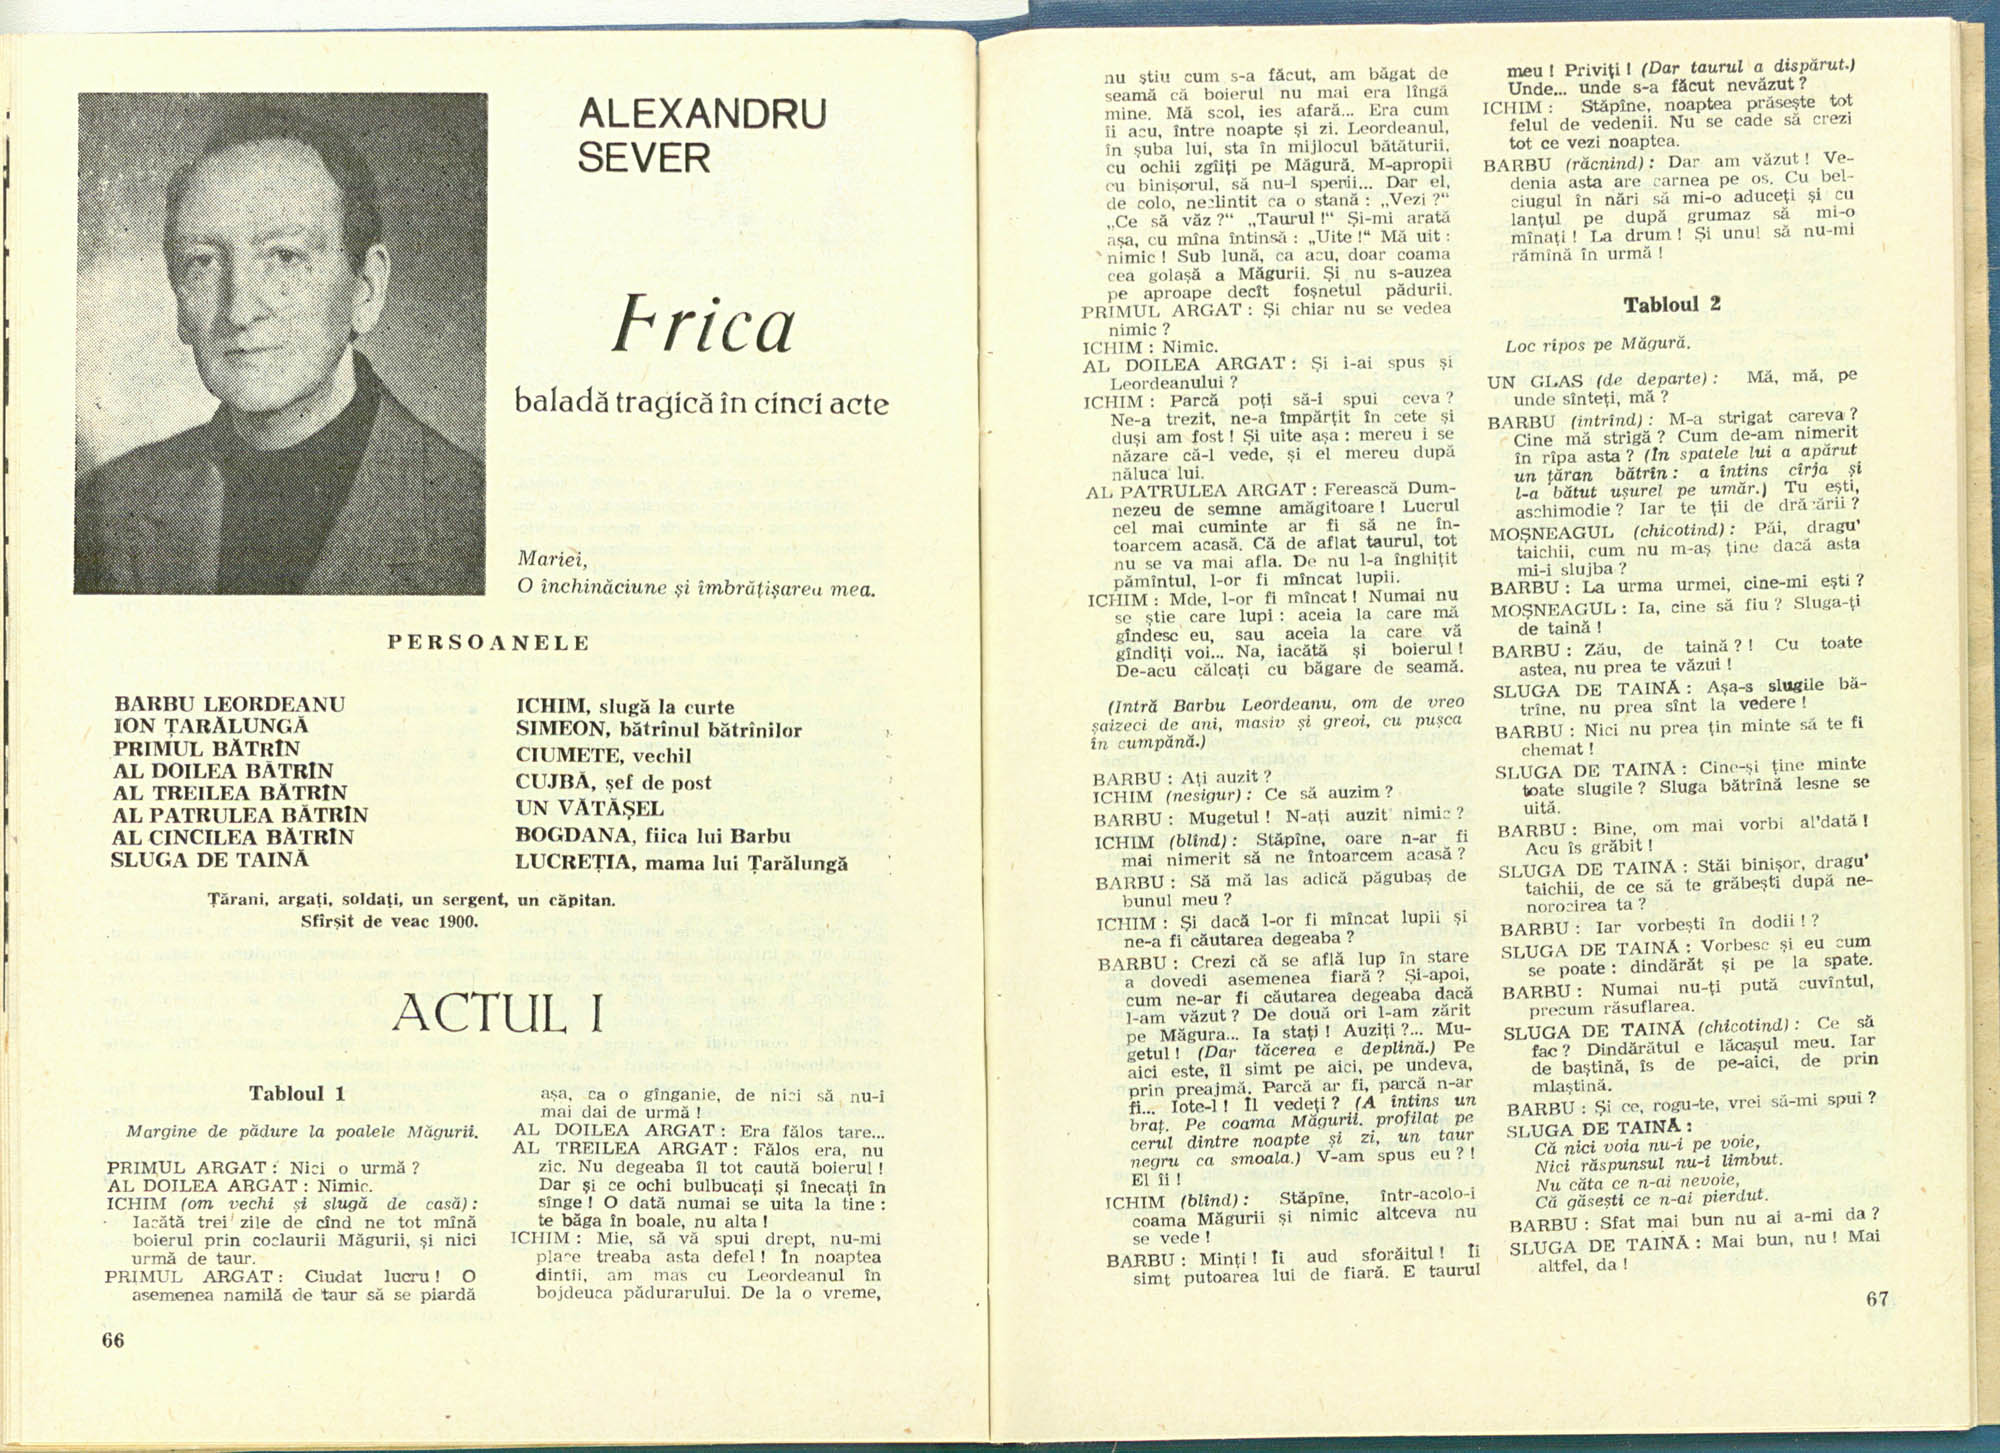 ALEXANDRU
SEVER
Frica
baladă tragică în cinci acte
Mariei,
O închinăciune și îmbrățișarea mea.
PERSOANELE
BARBU LEORDEANU
ION ȚARĂLUNGĂ
PRIMUL BĂTRÎN
AL DOILEA BĂTRÎN
AL TREILEA BĂTRÎN
AL PATRULEA BĂTRÎN
AL CINCILEA BĂTRÎN
SLUGA DE TAINĂ
ICHIM, slugă la curte
SIMEON, bătrînul bătrînilor
CIUMETE, vechil
CUJBĂ, șef de post
UN VĂTĂȘEL
BOGDANA, fiica lui Barbu
LUCREȚIA, mama lui Țarălungă
Țărani, argați, soldați, un sergent, un căpitan.
Sfîrșit de veac 1900.
ACTUL I
Tabloul 1
Margine de pădure la poalele Măgurii.
PRIMUL ARGAT : Nici o urmă ?
AL DOILEA ARGAT : Nimic.
ICHIM (om vechi și slugă de casă) :
Iacătă trei zile de cînd ne tot mînă
boierul prin coclaurii Măgurii, și nici
urmă de taur.
PRIMUL ARGAT : Ciudat lucru ! O
asemenea namilă de taur să se piardă
așa, ca o gînganie, de nici să nu-i
mai dai de urmă !
AL DOILEA ARGAT : Era fălos tare...
AL TREILEA ARGAT : Fălos era, nu
zic. Nu degeaba îl tot caută boierul !
Dar și ce ochi bulbucați și înecați în
sînge ! O dată numai se uita la tine :
te băga în boale, nu alta !
ICHIM : Mie, să vă spui drept, nu-mi
place treaba asta defel ! În noaptea
dintîi, am mas cu Leordeanul în
bojdeuca pădurarului. De la o vreme,
66
nu știu cum s-a făcut, am băgat de
seamă că boierul nu mai era lîngă
mine. Mă scol, ies afară... Era cum
îi acu, între noapte și zi. Leordeanul,
în șuba lui, sta în mijlocul bătăturii,
cu ochii zgîiți pe Măgură. M-apropii
cu binișorul, să nu-l sperii... Dar el,
de colo, neclintit ca o stană : „Vezi ?“
„Ce să văz ?“ „Taurul !“ Și-mi arată
așa, cu mîna întinsă : „Uite !“ Mă uit :
nimic ! Sub lună, ca acu, doar coama
cea golașă a Măgurii. Și nu s-auzea
pe aproape decît foșnetul pădurii.
PRIMUL ARGAT : Și chiar nu se vedea
nimic ?
ICHIM : Nimic.
AL DOILEA ARGAT : Și i-ai spus și
Leordeanului ?
ICHIM : Parcă poți să-i spui ceva ?
Ne-a trezit, ne-a împărțit în cete și
duși am fost ! Și uite așa : mereu i se
năzare că-l vede, și el mereu după
năluca lui.
AL PATRULEA ARGAT : Ferească Dum-
nezeu de semne amăgitoare ! Lucrul
cel mai cuminte ar fi să ne în-
toarcem acasă. Că de aflat taurul, tot
nu se va mai afla. De nu l-a înghițit
pămîntul, l-or fi mîncat lupii.
ICHIM : Mde, l-or fi mîncat ! Numai nu
se știe care lupi : aceia la care mă
gîndesc eu, sau aceia la care vă
gîndiți voi... Na, iacătă și boierul !
De-acu călcați cu băgare de seamă.
(Intră Barbu Leordeanu, om de vreo
șaizeci de ani, masiv și greoi, cu pușca
în cumpănă.)
BARBU : Ați auzit ?
ICHIM (nesigur) : Ce să auzim ?
BARBU : Mugetul ! N-ați auzit nimic ?
ICHIM (blînd) : Stăpîne, oare n-ar fi
mai nimerit să ne întoarcem acasă ?
BARBU : Să mă las adică păgubaș de
bunul meu ?
ICHIM : Și dacă l-or fi mîncat lupii și
ne-a fi căutarea degeaba ?
BARBU : Crezi că se află lup în stare
a dovedi asemenea fiară ? Și-apoi,
cum ne-ar fi căutarea degeaba dacă
l-am văzut ? De două ori l-am zărit
pe Măgura... Ia stați ! Auziți ?... Mu-
getul ! (Dar tăcerea e deplină.) Pe
aici este, îl simt pe aici, pe undeva,
prin preajmă. Parcă ar fi, parcă n-ar
fi... Iote-l ! Îl vedeți ? (A întins un
braț. Pe coama Măgurii, profilat pe
cerul dintre noapte și zi, un taur
negru ca smoala.) V-am spus eu ? !
El îi !
ICHIM (blînd) : Stăpîne, într-acolo-i
coama Măgurii și nimic altceva nu
se vede !
BARBU : Minți ! Îi aud sforăitul ! Îi
simț putoarea lui de fiară. E taurul
meu ! Priviți ! (Dar taurul a dispărut.)
Unde... unde s-a făcut nevăzut ?
ICHIM : Stăpîne, noaptea prăsește tot
felul de vedenii. Nu se cade să crezi
tot ce vezi noaptea.
BARBU (răcnind) : Dar am văzut ! Ve-
denia asta are carnea pe os. Cu bel-
ciugul în nări să mi-o aduceți și cu
lanțul pe după grumaz să mi-o
mînați ! La drum ! Și unul să nu-mi
rămînă în urmă !
Tabloul 2
Loc rîpos pe Măgură.
UN GLAS (de departe) : Mă, mă, pe
unde sînteți, mă ?
BARBU (intrînd) : M-a strigat careva ?
Cine mă strigă ? Cum de-am nimerit
în rîpa asta ? (În spatele lui a apărut
un țăran bătrîn : a întins cîrja și
l-a bătut ușurel pe umăr.) Tu ești,
aschimodie ? Iar te ții de drăcării ?
MOȘNEAGUL (chicotind) : Păi, dragu'
taichii, cum nu m-aș ține dacă asta
mi-i slujba ?
BARBU : La urma urmei, cine-mi ești ?
MOȘNEAGUL : Ia, cine să fiu ? Sluga-ți
de taină !
BARBU : Zău, de taină ? ! Cu toate
astea, nu prea te văzui !
SLUGA DE TAINĂ : Așa-s slugile bă-
trîne, nu prea sînt la vedere !
BARBU : Nici nu prea țin minte să te fi
chemat !
SLUGA DE TAINĂ : Cine-și ține minte
toate slugile ? Sluga bătrînă lesne se
uită.
BARBU : Bine, om mai vorbi al'dată !
Acu îs grăbit !
SLUGA DE TAINĂ : Stăi binișor, dragu'
taichii, de ce să te grăbești după ne-
norocirea ta ?
BARBU : Iar vorbești în dodii ! ?
SLUGA DE TAINĂ : Vorbesc și eu cum
se poate : dindărăt și pe la spate.
BARBU : Numai nu-ți pută cuvîntul,
precum răsuflarea.
SLUGA DE TAINĂ (chicotind) : Ce să
fac ? Dindărătul e lăcașul meu. Iar
de baștină, îs de pe-aici, de prin
mlaștină.
BARBU : Și ce, rogu-te, vrei să-mi spui ?
SLUGA DE TAINĂ :
Că nici voia nu-i pe voie,
Nici răspunsul nu-i limbut.
Nu căta ce n-ai nevoie,
Că găsești ce n-ai pierdut.
BARBU : Sfat mai bun nu ai a-mi da ?
SLUGA DE TAINĂ : Mai bun, nu ! Mai
altfel, da !
67